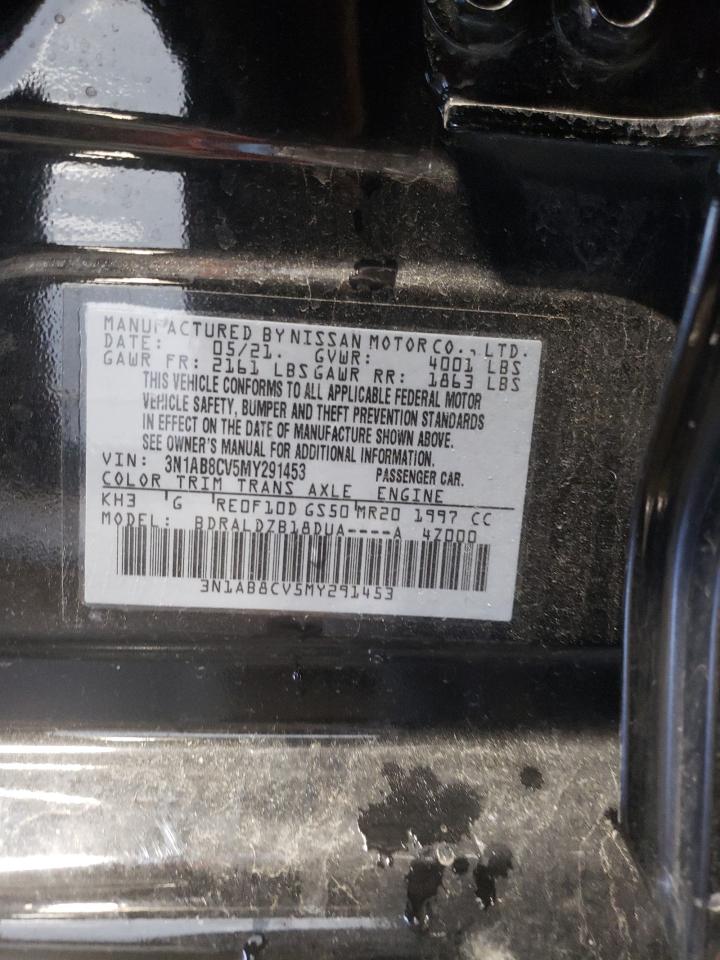 MANUFACTURED BY NISSAN MOTOR CO., LTD.
DATE: 05/21. GVWR: 4001 LBS
GAWR FR: 2161 LBS GAWR RR: 1863 LBS
THIS VEHICLE CONFORMS TO ALL APPLICABLE FEDERAL MOTOR
VEHICLE SAFETY, BUMPER AND THEFT PREVENTION STANDARDS
IN EFFECT ON THE DATE OF MANUFACTURE SHOWN ABOVE.
SEE OWNER'S MANUAL FOR ADDITIONAL INFORMATION.
VIN: 3N1AB8CV5MY291453 PASSENGER CAR.
COLOR TRIM TRANS AXLE ENGINE
KH3 G RE0F10D GS50 MR20 1997 CC
MODEL: BDRALDZB18DUA----A 47000
3N1AB8CV5MY291453